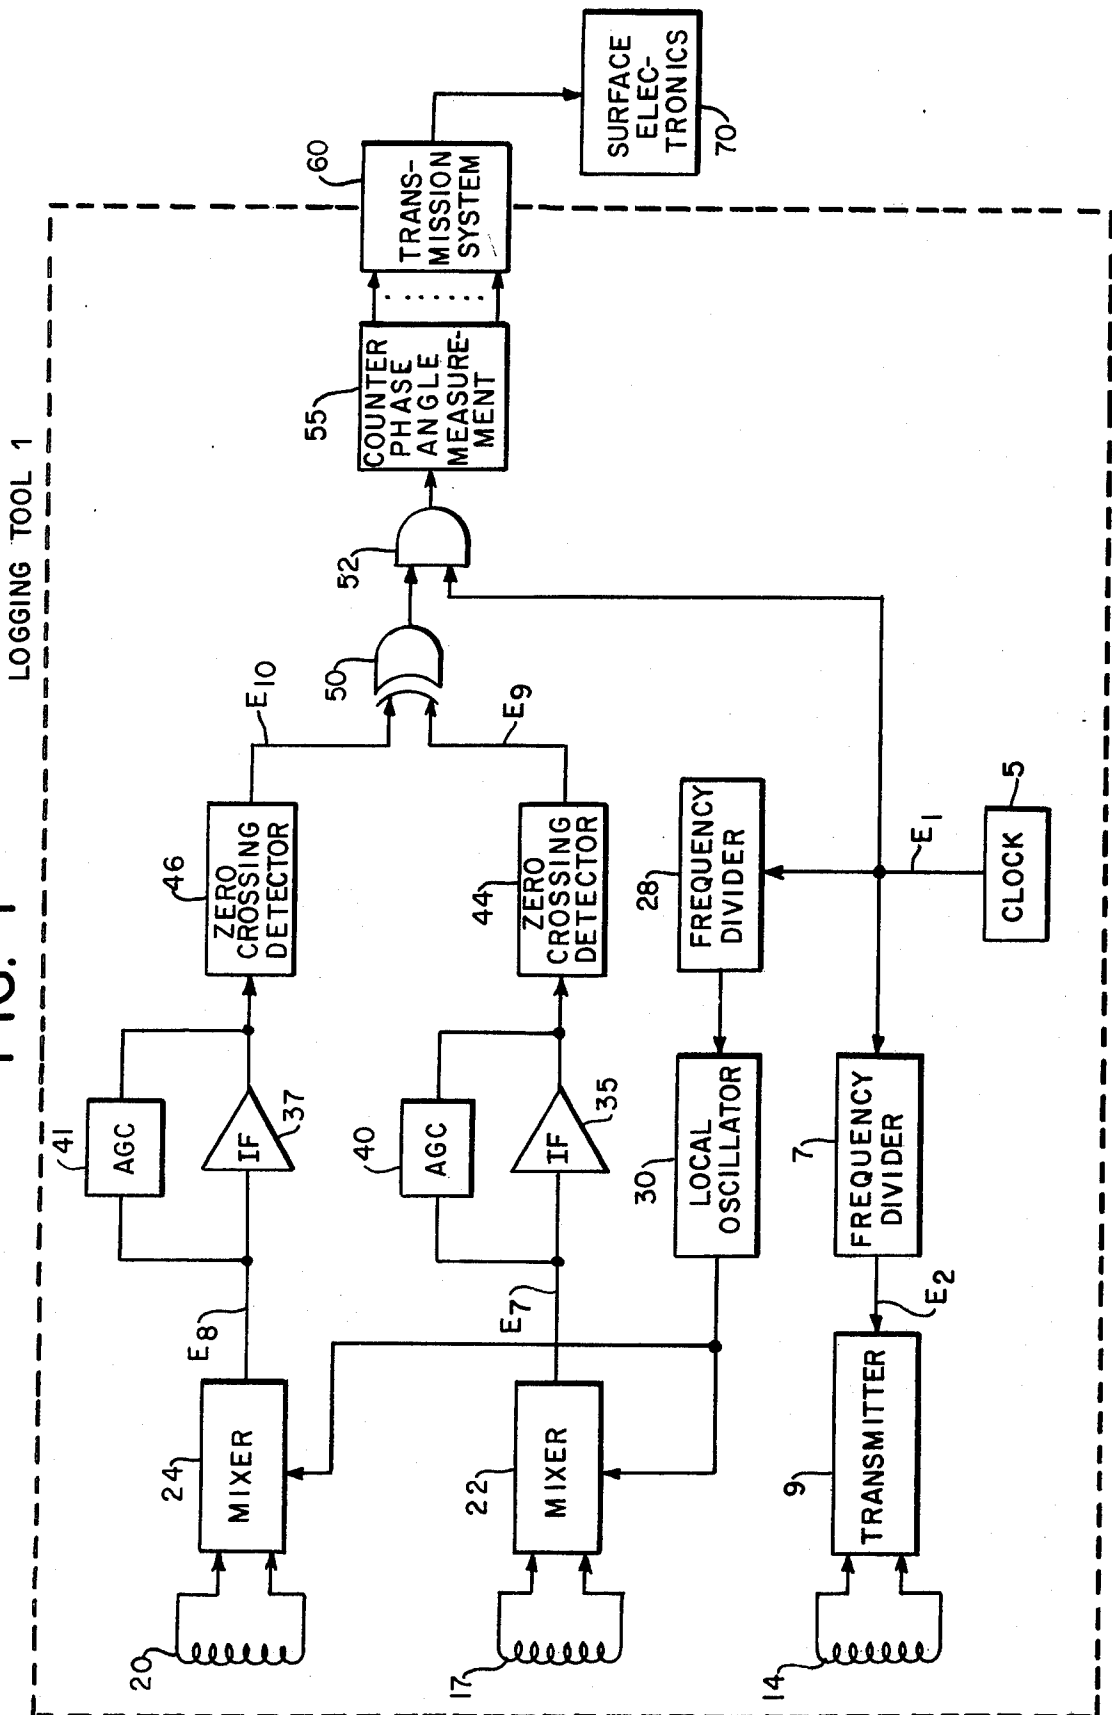 FIG. 1
LOGGING TOOL 1
20
24
MIXER
E8
41
AGC
IF
37
46
ZERO
CROSSING
DETECTOR
E10
17
22
MIXER
E7
40
AGC
IF
35
44
ZERO
CROSSING
DETECTOR
E9
50
52
55
COUNTER
PHASE
ANGLE
MEASURE-
MENT
60
TRANS-
MISSION
SYSTEM
SURFACE
ELEC-
TRONICS
70
30
LOCAL
OSCILLATOR
28
FREQUENCY
DIVIDER
14
9
TRANSMITTER
E2
7
FREQUENCY
DIVIDER
E1
5
CLOCK